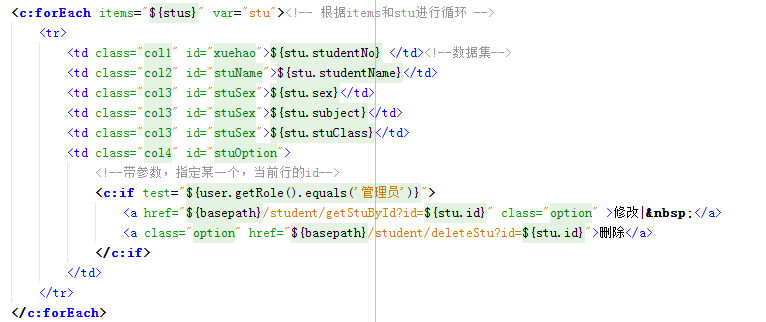 <c:forEach items="${stus}" var="stu"><!-- 根据items和stu进行循环 -->
<tr>
<td class="col1" id="xuehao">${stu.studentNo} </td><!--数据集-->
<td class="col2" id="stuName">${stu.studentName}</td>
<td class="col3" id="stuSex">${stu.sex}</td>
<td class="col3" id="stuSex">${stu.subject}</td>
<td class="col3" id="stuSex">${stu.stuClass}</td>
<td class="col4" id="stuOption">
<!--带参数，指定某一个，当前行的id-->
<c:if test="${user.getRole().equals('管理员')}">
<a href="${basepath}/student/getStuById?id=${stu.id}" class="option" >修改|&nbsp;</a>
<a class="option" href="${basepath}/student/deleteStu?id=${stu.id}">删除</a>
</c:if>
</td>
</tr>
</c:forEach>